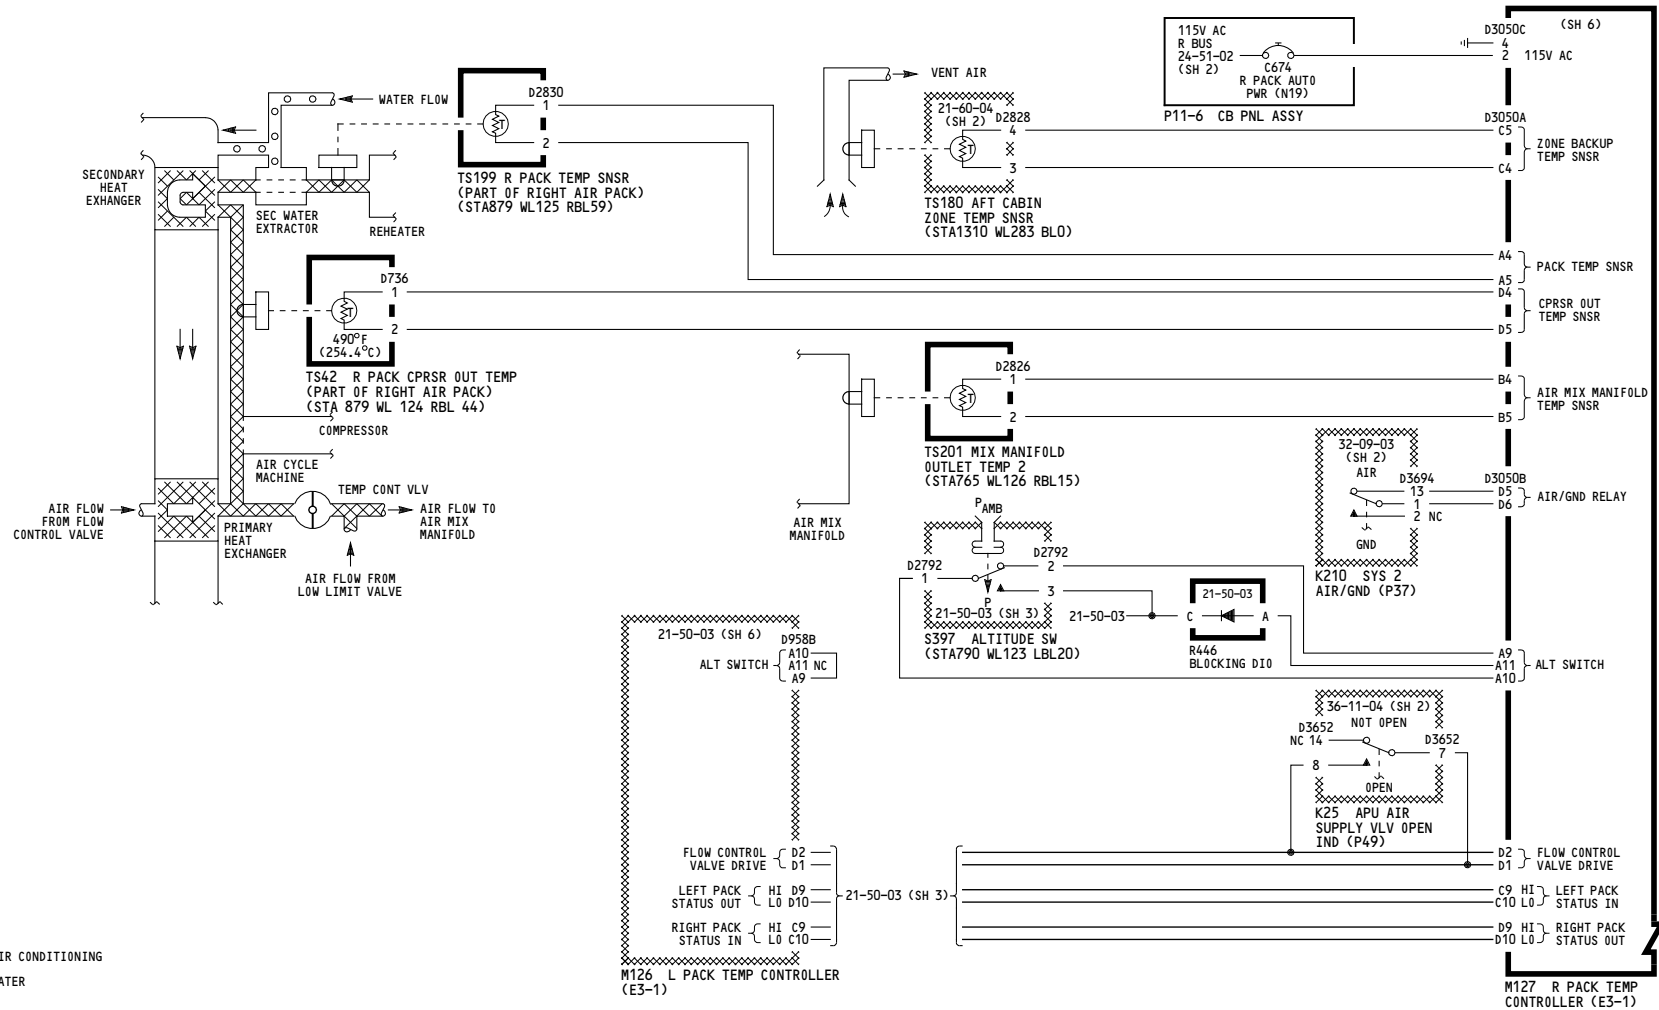 115V AC
R BUS
24-51-02
(SH 2)
C674
R PACK AUTO
PWR (N19)
P11-6 CB PNL ASSY
(SH 6)
D3050C
4
2 115V AC
VENT AIR
WATER FLOW
D2830
1
2
T
TS199 R PACK TEMP SNSR
(PART OF RIGHT AIR PACK)
(STA879 WL125 RBL59)
21-60-04
(SH 2)
D2828
4
3
T
TS180 AFT CABIN
ZONE TEMP SNSR
(STA1310 WL283 BL0)
D3050A
C5
C4
ZONE BACKUP
TEMP SNSR
SECONDARY
HEAT
EXHANGER
SEC WATER
EXTRACTOR
REHEATER
A4
A5
PACK TEMP SNSR
D4
D5
CPRSR OUT
TEMP SNSR
D736
1
2
T
490°F
(254.4°C)
TS42 R PACK CPRSR OUT TEMP
(PART OF RIGHT AIR PACK)
(STA 879 WL 124 RBL 44)
COMPRESSOR
AIR CYCLE
MACHINE
TEMP CONT VLV
AIR FLOW
FROM FLOW
CONTROL VALVE
PRIMARY
HEAT
EXCHANGER
AIR FLOW TO
AIR MIX
MANIFOLD
AIR FLOW FROM
LOW LIMIT VALVE
D2826
1
2
T
TS201 MIX MANIFOLD
OUTLET TEMP 2
(STA765 WL126 RBL15)
AIR MIX
MANIFOLD
B4
B5
AIR MIX MANIFOLD
TEMP SNSR
32-09-03
(SH 2)
AIR
D3694
13
1
2 NC
GND
K210 SYS 2
AIR/GND (P37)
D3050B
D5
D6
AIR/GND RELAY
P AMB
D2792
1
D2792
2
3
P
21-50-03 (SH 3)
S397 ALTITUDE SW
(STA790 WL123 LBL20)
21-50-03
21-50-03
C
A
R446
BLOCKING DIO
A9
A11
A10
ALT SWITCH
21-50-03 (SH 6)
D958B
ALT SWITCH
A10
A11 NC
A9
36-11-04 (SH 2)
NOT OPEN
D3652
NC 14
8
D3652
7
OPEN
K25 APU AIR
SUPPLY VLV OPEN
IND (P49)
FLOW CONTROL
VALVE DRIVE
D2
D1
LEFT PACK
STATUS OUT
HI D9
LO D10
RIGHT PACK
STATUS IN
HI C9
LO C10
21-50-03 (SH 3)
D2
D1
FLOW CONTROL
VALVE DRIVE
C9 HI
C10 LO
LEFT PACK
STATUS IN
D9 HI
D10 LO
RIGHT PACK
STATUS OUT
M126 L PACK TEMP CONTROLLER
(E3-1)
M127 R PACK TEMP
CONTROLLER (E3-1)
IR CONDITIONING
ATER